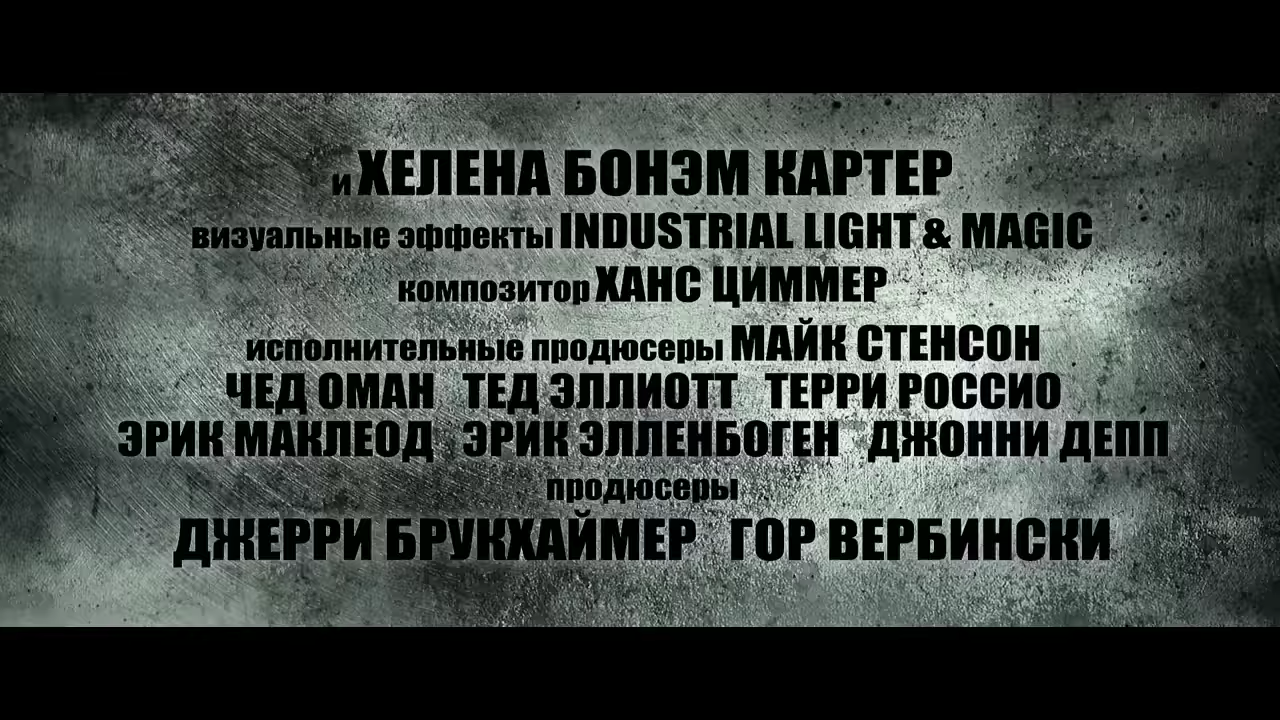 и ХЕЛЕНА БОНЭМ КАРТЕР
визуальные эффекты INDUSTRIAL LIGHT & MAGIC
композитор ХАНС ЦИММЕР
исполнительные продюсеры МАЙК СТЕНСОН
ЧЕД ОМАН ТЕД ЭЛЛИОТТ ТЕРРИ РОССИО
ЭРИК МАКЛЕОД ЭРИК ЭЛЛЕНБОГЕН ДЖОННИ ДЕПП
продюсеры
ДЖЕРРИ БРУКХАЙМЕР ГОР ВЕРБИНСКИ